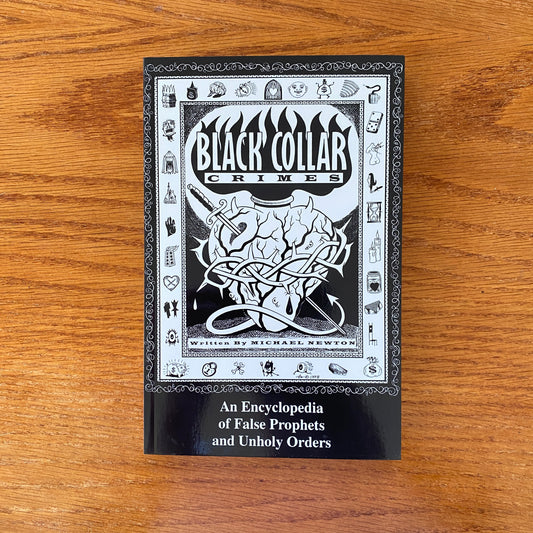 BLACK COLLAR
CRIMES
Written By MICHAEL NEWTON
An Encyclopedia
of False Prophets
and Unholy Orders